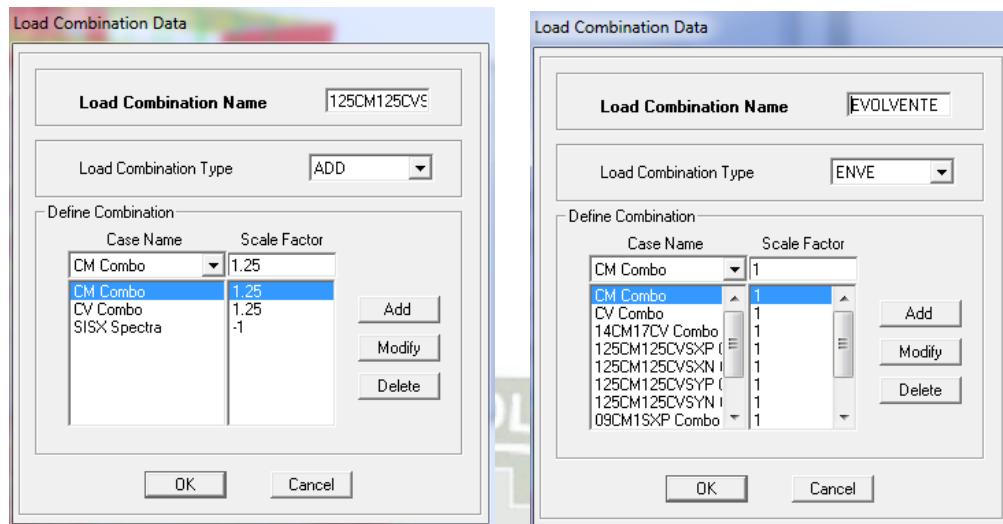 Load Combination Data
Load Combination Name 125CM125CVS
Load Combination Type ADD
Define Combination
Case Name Scale Factor
CM Combo 1.25
CM Combo 1.25
CV Combo 1.25
SISX Spectra -1
Add
Modify
Delete
OK Cancel
Load Combination Data
Load Combination Name EVOLVENTE
Load Combination Type ENVE
Define Combination
Case Name Scale Factor
CM Combo 1
CM Combo 1
CV Combo 1
14CM17CV Combo 1
125CM125CVSXP 1
125CM125CVSXN 1
125CM125CVSYP 1
125CM125CVSYN 1
09CM1SXP Combo 1
Add
Modify
Delete
OK Cancel